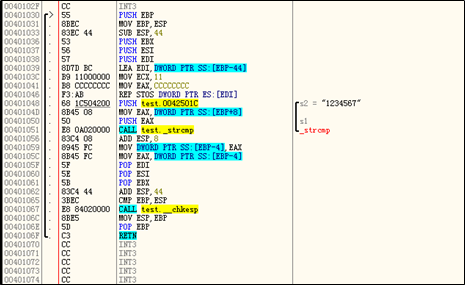 0040102F CC INT3
00401030 > 55 PUSH EBP
00401031 . 8BEC MOV EBP,ESP
00401033 . 83EC 44 SUB ESP,44
00401036 . 53 PUSH EBX
00401037 . 56 PUSH ESI
00401038 . 57 PUSH EDI
00401039 . 8D7D BC LEA EDI,DWORD PTR SS:[EBP-44]
0040103C . B9 11000000 MOV ECX,11
00401041 . B8 CCCCCCCC MOV EAX,CCCCCCCC
00401046 . F3:AB REP STOS DWORD PTR ES:[EDI]
00401048 . 68 1C504200 PUSH test.0042501C s2 = "1234567"
0040104D . 8B45 08 MOV EAX,DWORD PTR SS:[EBP+8]
00401050 . 50 PUSH EAX s1
00401051 . E8 0A020000 CALL test._strcmp _strcmp
00401056 . 83C4 08 ADD ESP,8
00401059 . 8945 FC MOV DWORD PTR SS:[EBP-4],EAX
0040105C . 8B45 FC MOV EAX,DWORD PTR SS:[EBP-4]
0040105F . 5F POP EDI
00401060 . 5E POP ESI
00401061 . 5B POP EBX
00401062 . 83C4 44 ADD ESP,44
00401065 . 3BEC CMP EBP,ESP
00401067 . E8 84020000 CALL test.__chkesp
0040106C . 8BE5 MOV ESP,EBP
0040106E . 5D POP EBP
0040106F . C3 RETN
00401070 CC INT3
00401071 CC INT3
00401072 CC INT3
00401073 CC INT3
00401074 CC INT3